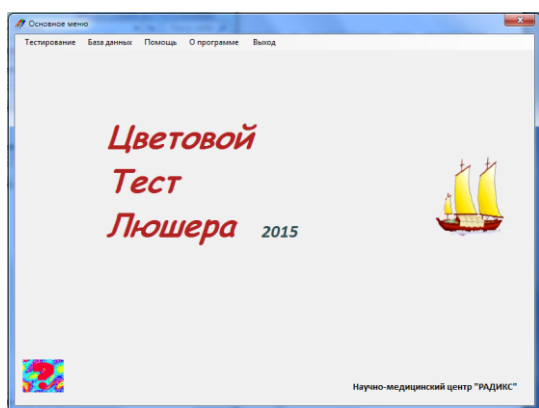 Основное меню
Тестирование База данных Помощь О программе Выход
Цветовой
Тест
Люшера 2015
Научно-медицинский центр "РАДИКС"